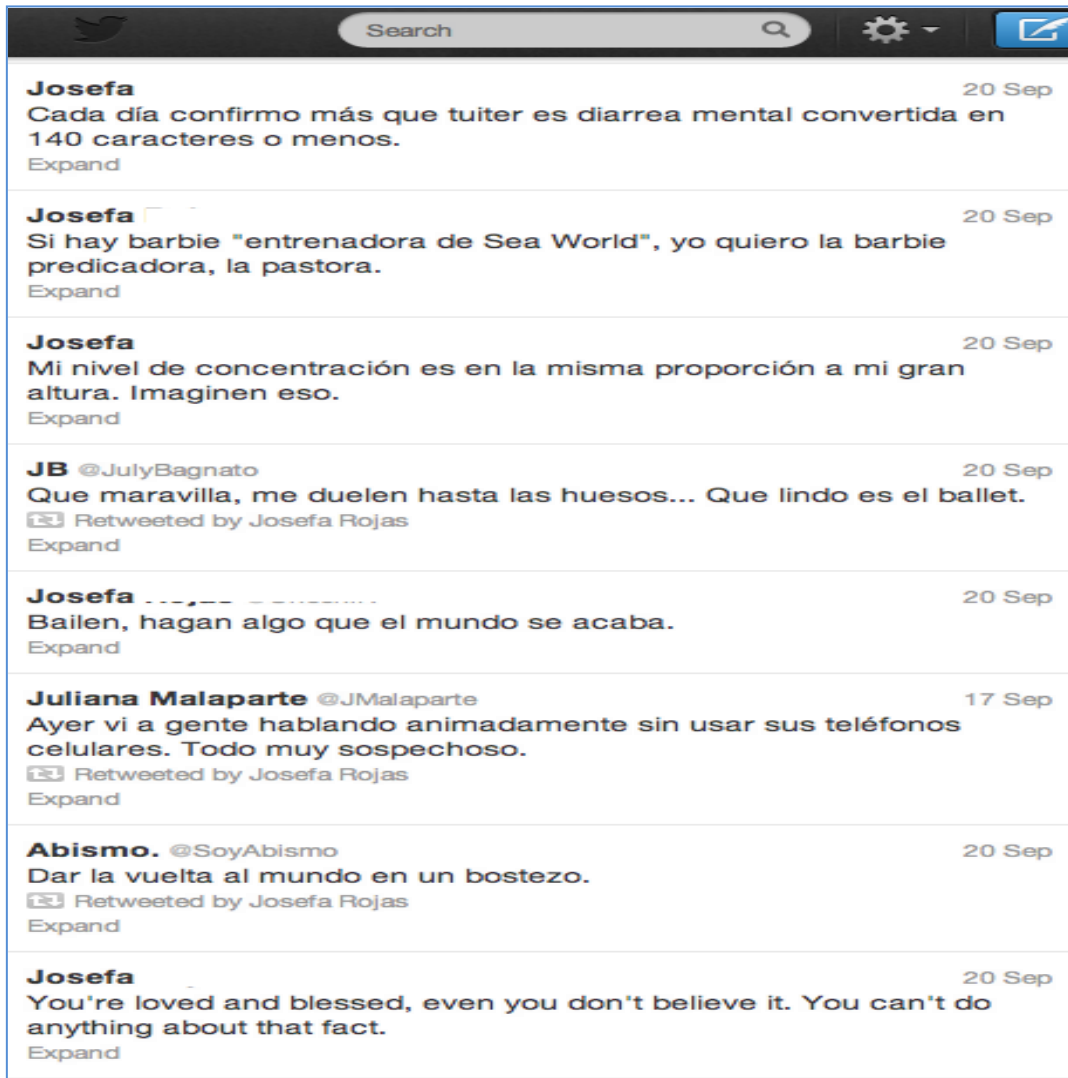 Search
Josefa 20 Sep
Cada día confirmo más que tuiter es diarrea mental convertida en
140 caracteres o menos.
Expand
Josefa 20 Sep
Si hay barbie "entrenadora de Sea World", yo quiero la barbie
predicadora, la pastora.
Expand
Josefa 20 Sep
Mi nivel de concentración es en la misma proporción a mi gran
altura. Imaginen eso.
Expand
JB @JulyBagnato 20 Sep
Que maravilla, me duelen hasta las huesos... Que lindo es el ballet.
Retweeted by Josefa Rojas
Expand
Josefa 20 Sep
Bailen, hagan algo que el mundo se acaba.
Expand
Juliana Malaparte @JMalaparte 17 Sep
Ayer vi a gente hablando animadamente sin usar sus teléfonos
celulares. Todo muy sospechoso.
Retweeted by Josefa Rojas
Expand
Abismo. @SoyAbismo 20 Sep
Dar la vuelta al mundo en un bostezo.
Retweeted by Josefa Rojas
Expand
Josefa 20 Sep
You're loved and blessed, even you don't believe it. You can't do
anything about that fact.
Expand